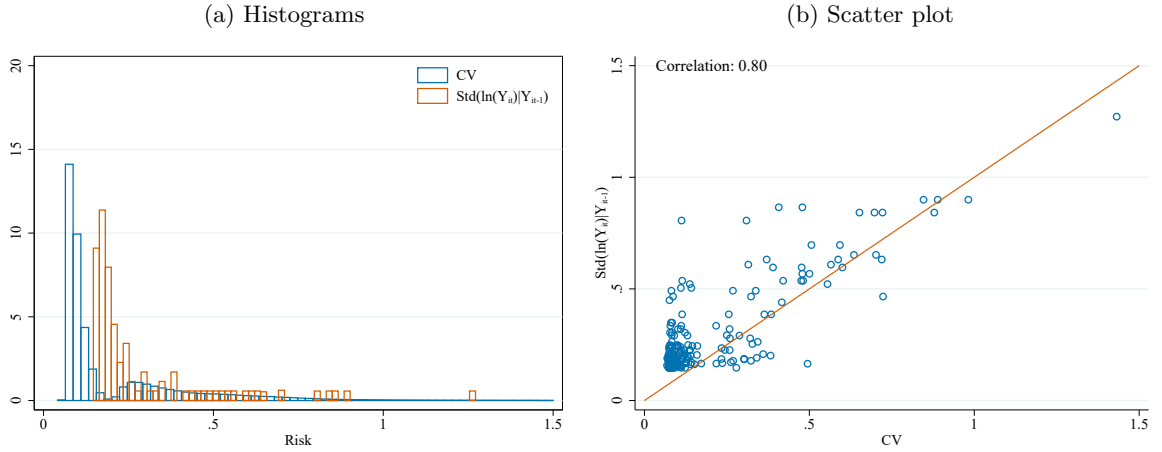 (a) Histograms
20
15
10
5
0
0
.5
1
1.5
Risk
CV
Std(ln(Yit)|Yit-1)
(b) Scatter plot
Correlation: 0.80
1.5
1
.5
0
Std(ln(Yit)|Yit-1)
0
.5
1
1.5
CV